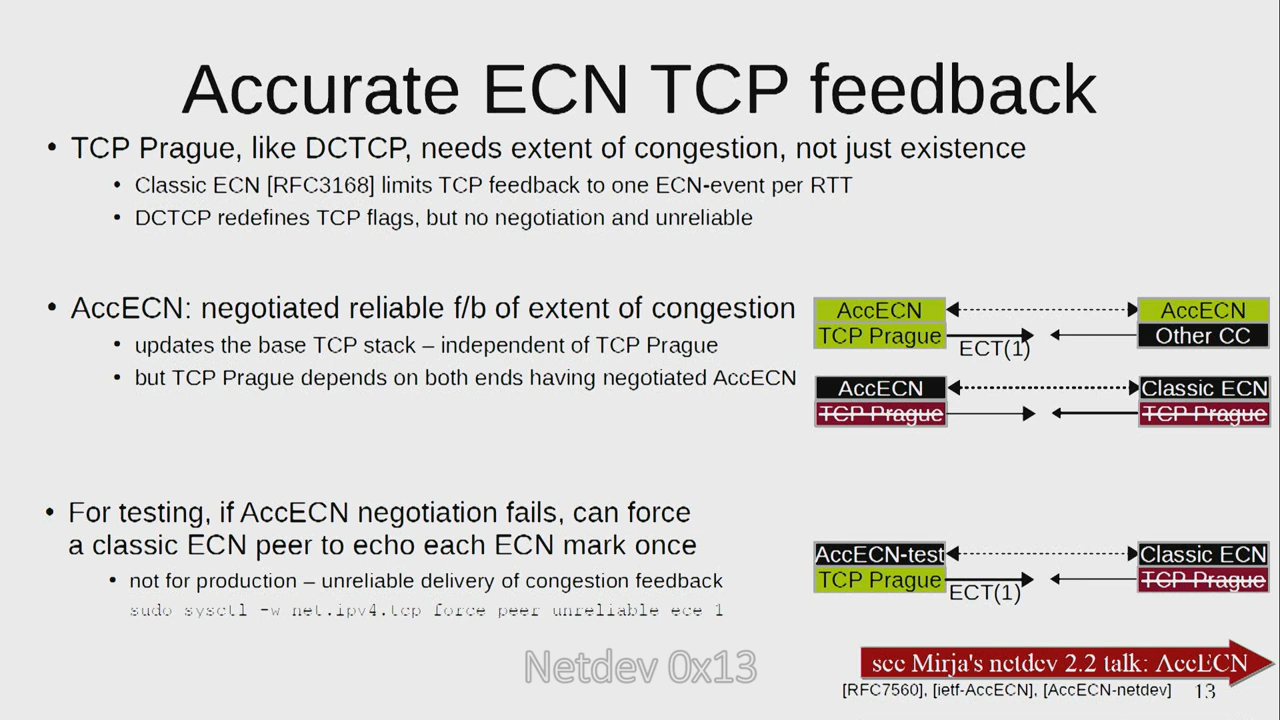 Accurate ECN TCP feedback
• TCP Prague, like DCTCP, needs extent of congestion, not just existence
• Classic ECN [RFC3168] limits TCP feedback to one ECN-event per RTT
• DCTCP redefines TCP flags, but no negotiation and unreliable
• AccECN: negotiated reliable f/b of extent of congestion
• updates the base TCP stack – independent of TCP Prague
• but TCP Prague depends on both ends having negotiated AccECN
AccECN
AccECN
TCP Prague
Other CC
ECT(1)
AccECN
Classic ECN
TCP Prague
TCP Prague
• For testing, if AccECN negotiation fails, can force
a classic ECN peer to echo each ECN mark once
• not for production – unreliable delivery of congestion feedback
sudo sysctl -w net.ipv4.tcp_force_peer_unreliable_ece 1
AccECN-test
Classic ECN
TCP Prague
TCP Prague
ECT(1)
Netdev 0x13
see Mirja's netdev 2.2 talk: AccECN
[RFC7560], [ietf-AccECN], [AccECN-netdev]
13